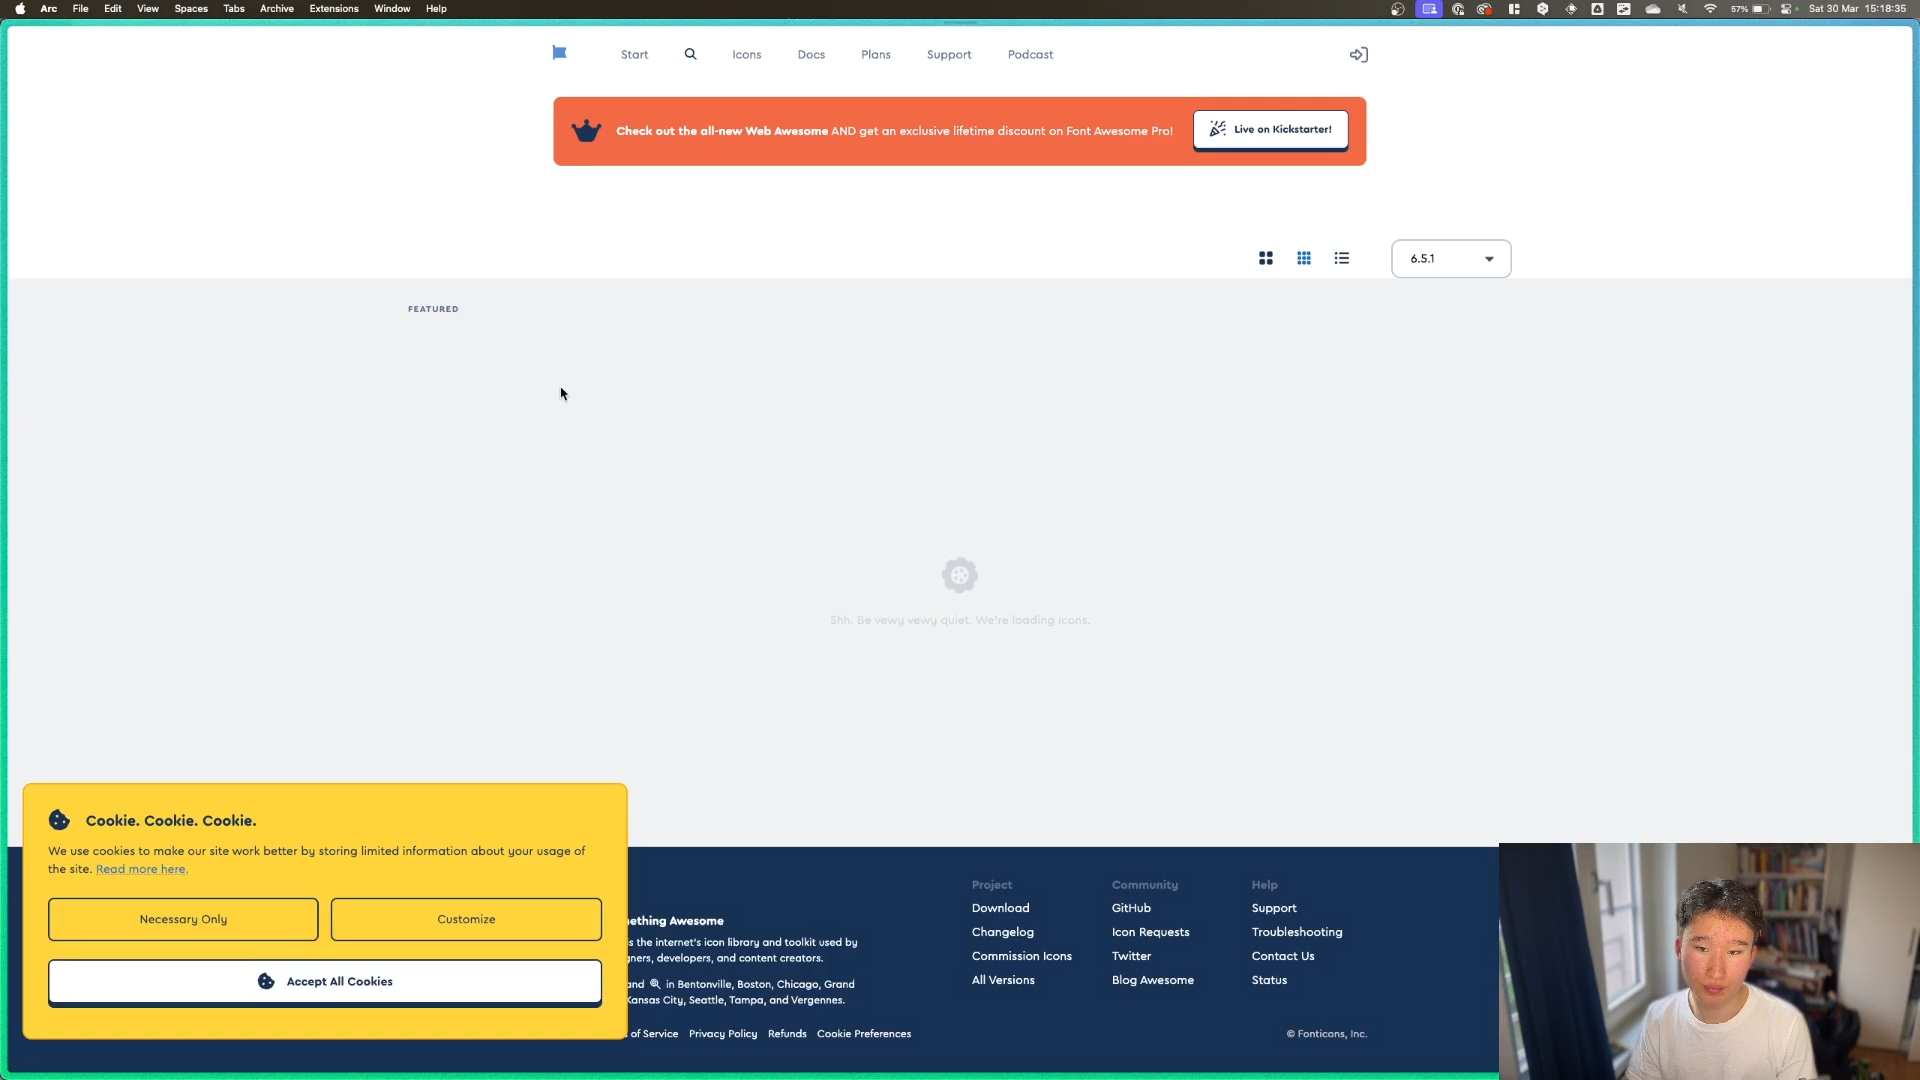 Arc File Edit View Spaces Tabs Archive Extensions Window Help
57% Sat 30 Mar 15:18:35
Start Icons Docs Plans Support Podcast
Check out the all-new Web Awesome AND get an exclusive lifetime discount on Font Awesome Pro!
Live on Kickstarter!
6.5.1
FEATURED
Shh. Be vewy vewy quiet. We're loading icons.
Cookie. Cookie. Cookie.
We use cookies to make our site work better by storing limited information about your usage of
the site. Read more here.
Necessary Only
Customize
Accept All Cookies
ething Awesome
s the internet's icon library and toolkit used by
gners, developers, and content creators.
and in Bentonville, Boston, Chicago, Grand
Kansas City, Seattle, Tampa, and Vergennes.
of Service Privacy Policy Refunds Cookie Preferences
Project
Download
Changelog
Commission Icons
All Versions
Community
GitHub
Icon Requests
Twitter
Blog Awesome
Help
Support
Troubleshooting
Contact Us
Status
© Fonticons, Inc.